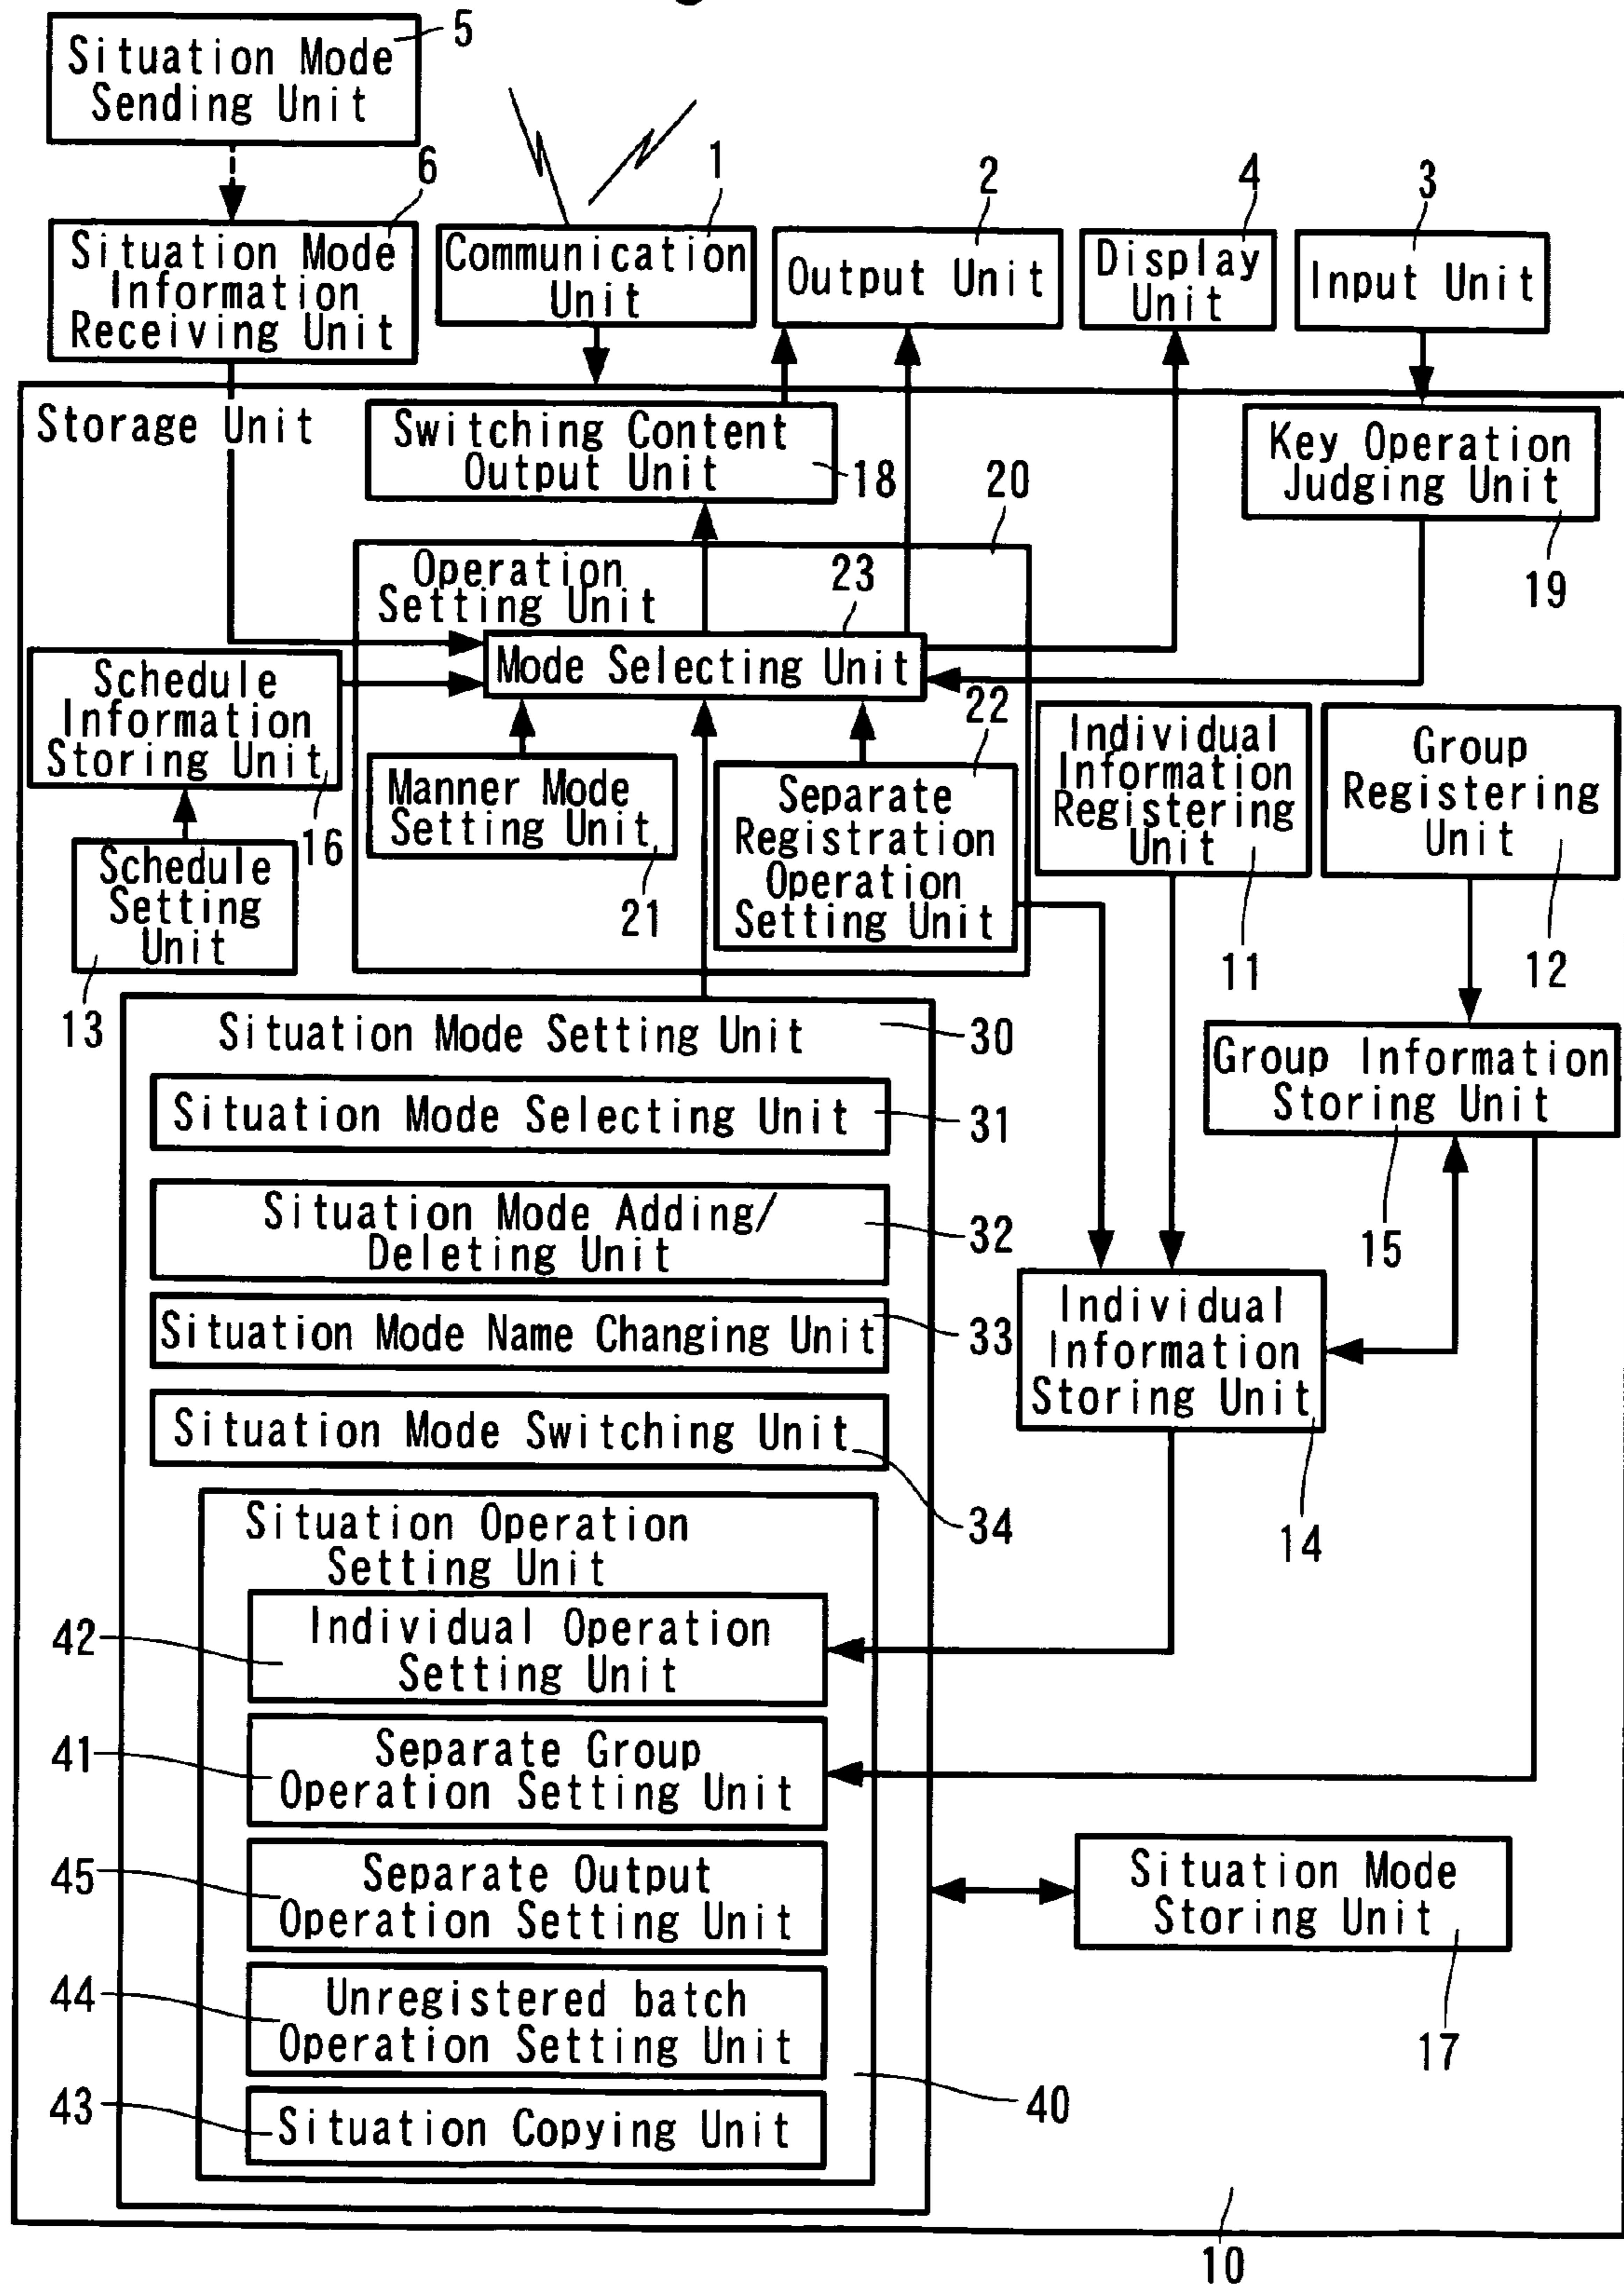 5
Situation Mode
Sending Unit
6
Situation Mode
Information
Receiving Unit
1
Communication
Unit
2
Output Unit
4
Display
Unit
3
Input Unit
Storage Unit
Switching Content
Output Unit
18
Key Operation
Judging Unit
19
20
Operation
Setting Unit
23
Mode Selecting Unit
Schedule
Information
Storing Unit
16
Manner Mode
Setting Unit
21
22
Separate
Registration
Operation
Setting Unit
Individual
Information
Registering
Unit
11
Group
Registering
Unit
12
Schedule
Setting
Unit
13
Situation Mode Setting Unit
30
Situation Mode Selecting Unit
31
Situation Mode Adding/
Deleting Unit
32
Situation Mode Name Changing Unit
33
Situation Mode Switching Unit
34
Group Information
Storing Unit
15
Individual
Information
Storing Unit
14
Situation Operation
Setting Unit
42
Individual Operation
Setting Unit
41
Separate Group
Operation Setting Unit
45
Separate Output
Operation Setting Unit
44
Unregistered batch
Operation Setting Unit
43
Situation Copying Unit
40
Situation Mode
Storing Unit
17
10